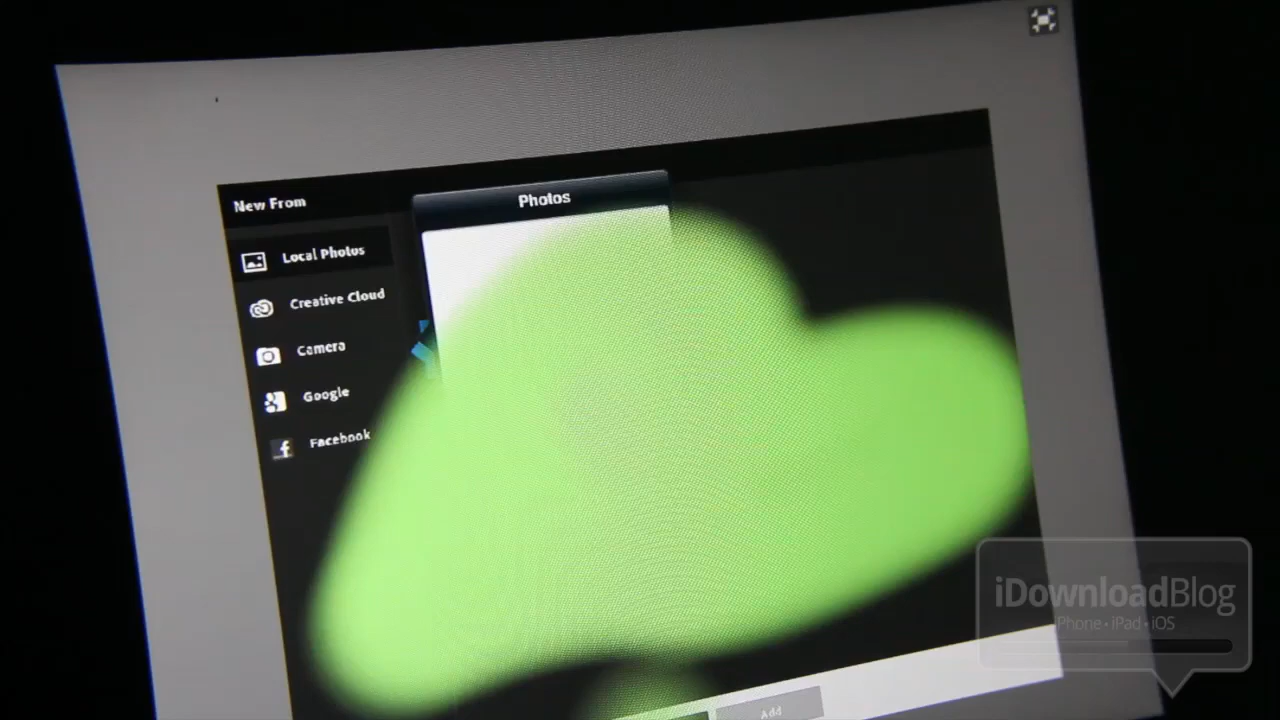 New From
Photos
Local Photos
Creative Cloud
Camera
Google
Facebook
Add
iDownloadBlog
iPhone • iPad • iOS